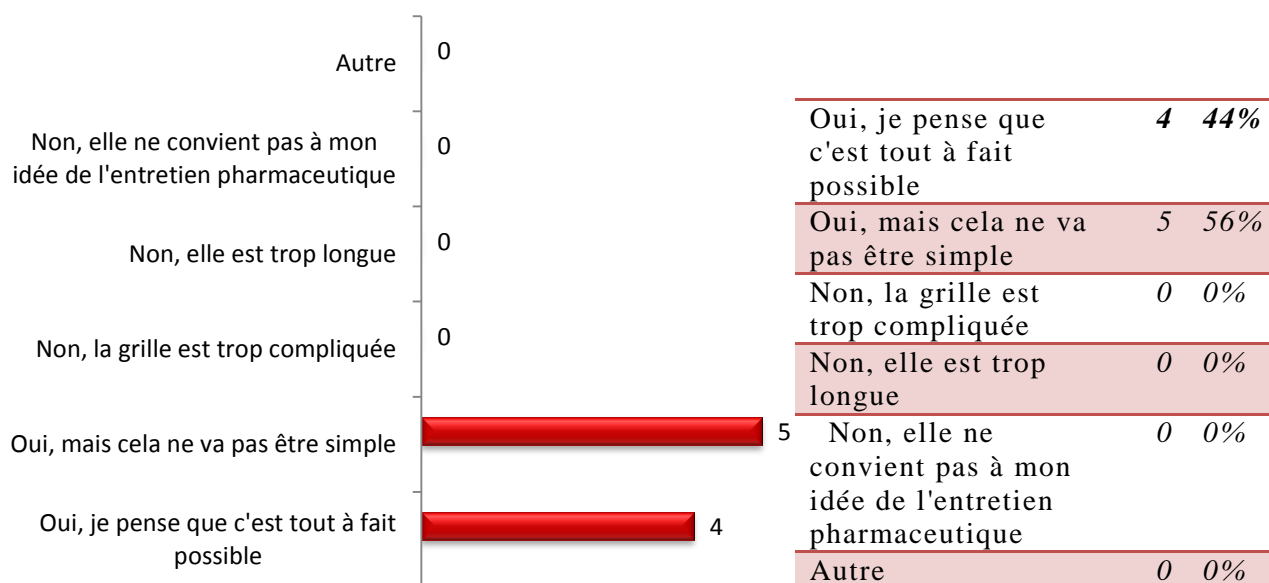 Autre
0
Non, elle ne convient pas à mon
idée de l'entretien pharmaceutique
0
Non, elle est trop longue
0
Non, la grille est trop compliquée
0
Oui, mais cela ne va pas être simple
5
Oui, je pense que c'est tout à fait
possible
4
Oui, je pense que 4 44%
c'est tout à fait
possible
Oui, mais cela ne va 5 56%
pas être simple
Non, la grille est 0 0%
trop compliquée
Non, elle est trop 0 0%
longue
Non, elle ne 0 0%
convient pas à mon
idée de l'entretien
pharmaceutique
Autre 0 0%